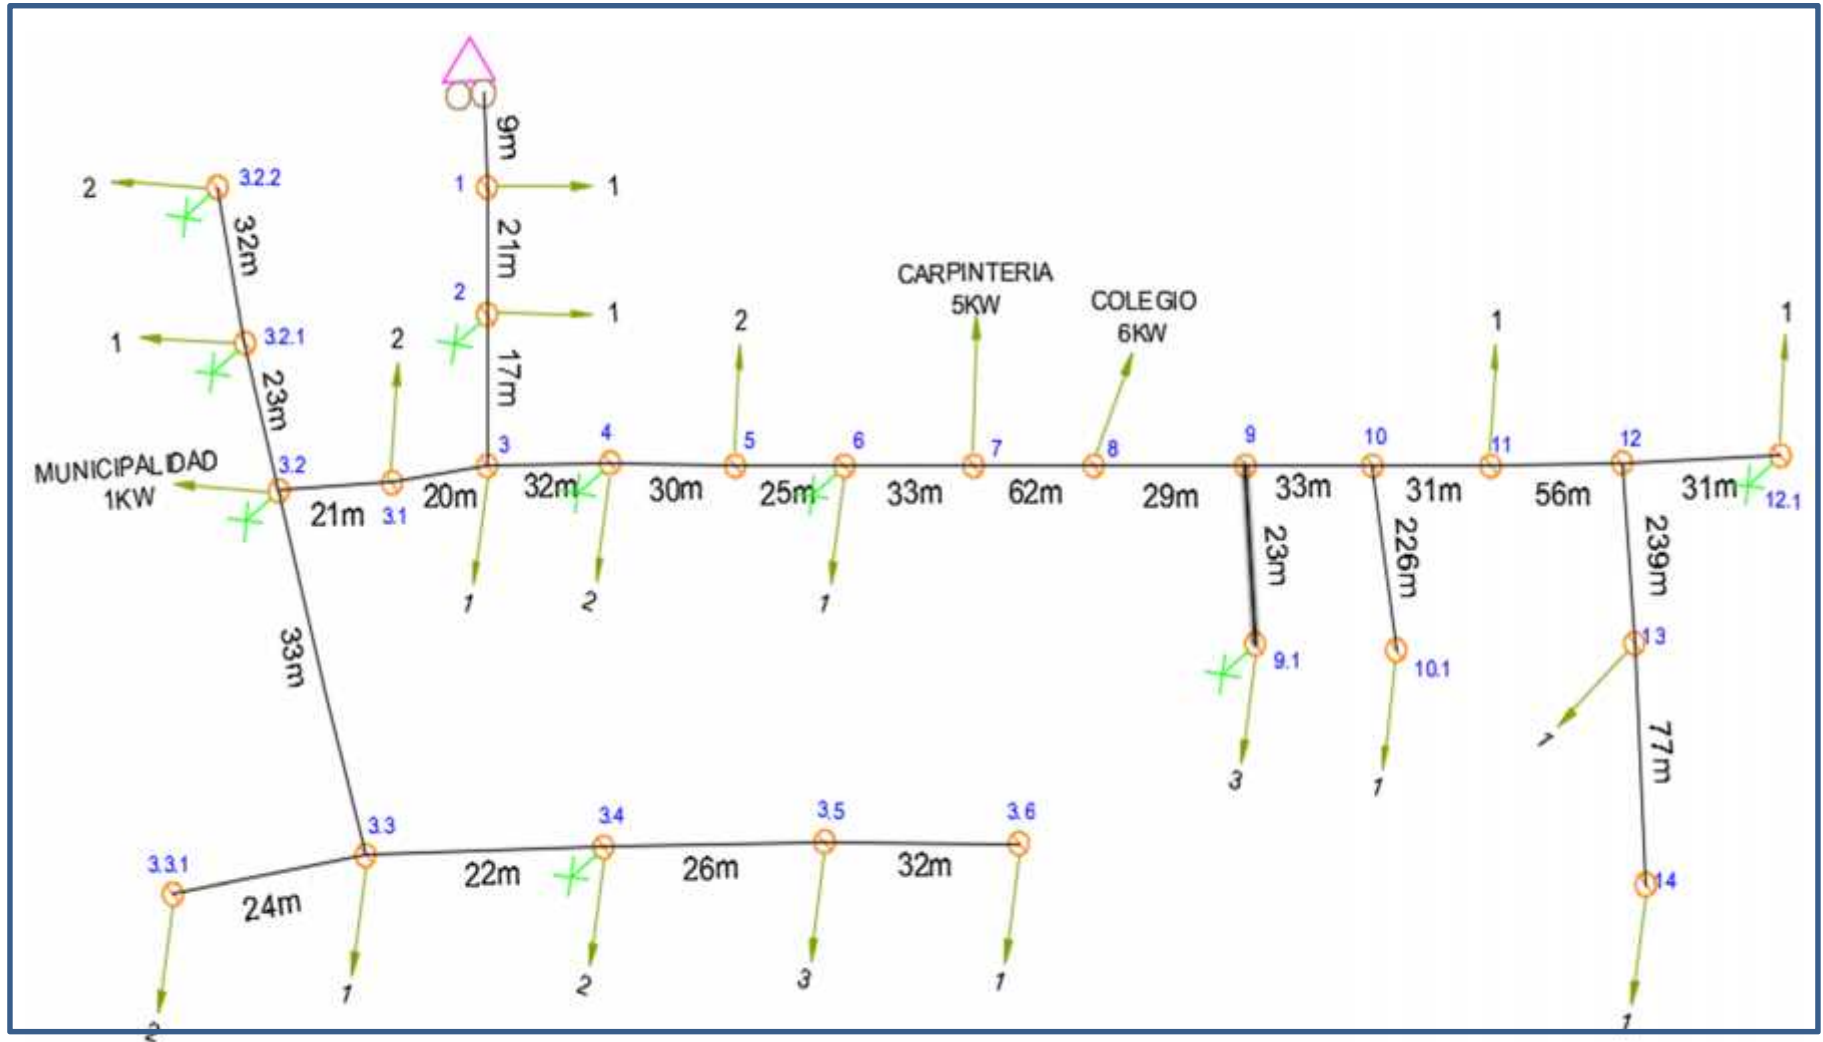 9m
1
1
21m
2
1
17m
2
3.2.2
32m
1
3.2.1
23m
2
MUNICIPALIDAD
1KW
3.2
21m
3.1
20m
3
1
32m
4
2
30m
2
5
25m
6
1
33m
CARPINTERIA
5KW
7
62m
COLEGIO
6KW
8
29m
9
23m
9.1
3
33m
10
226m
10.1
1
31m
1
11
56m
12
31m
1
12.1
239m
13
1
77m
14
1
33m
3.3
1
3.3.1
24m
2
22m
3.4
2
26m
3.5
3
32m
3.6
1